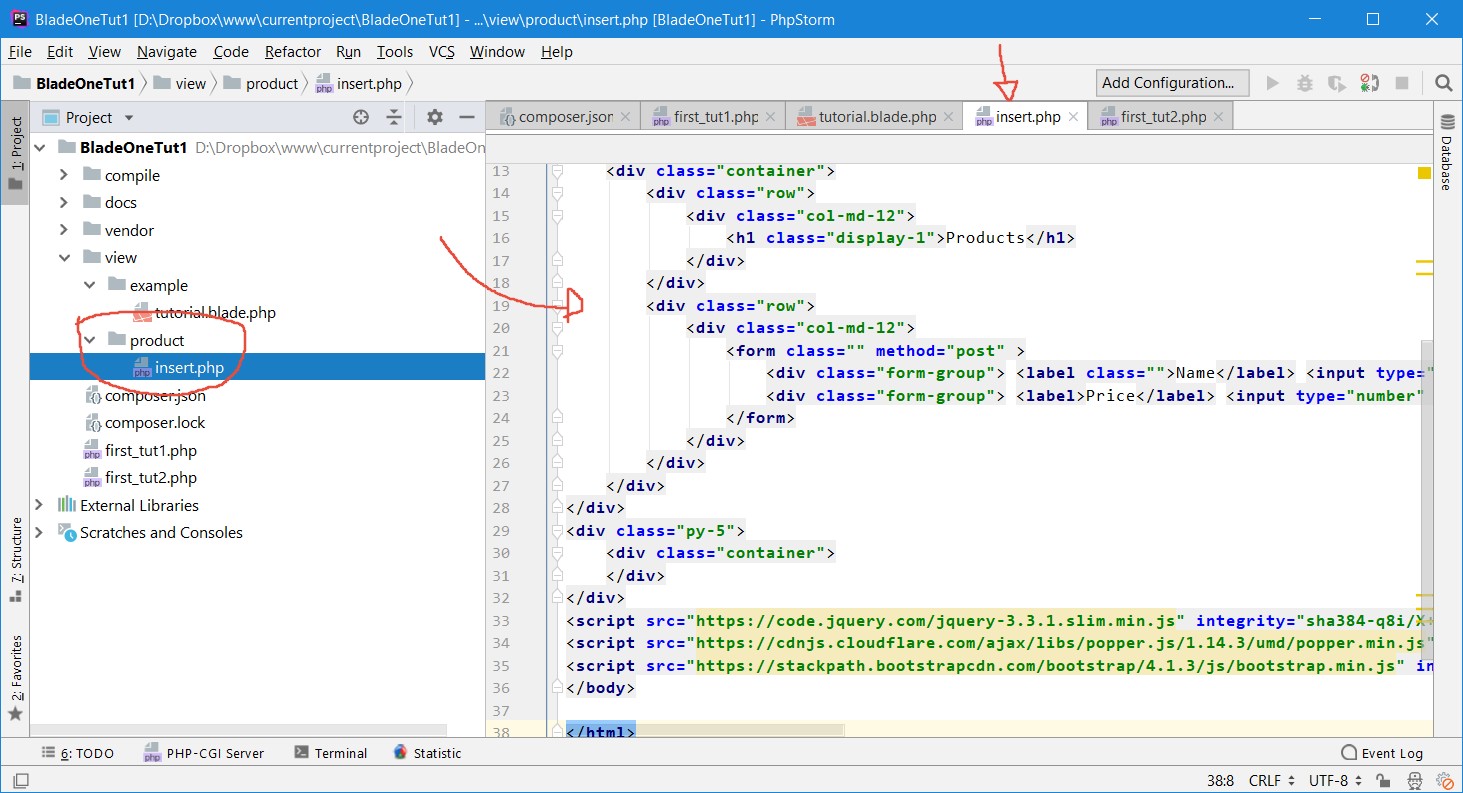 BladeOneTut1 [D:\Dropbox\www\currentproject\BladeOneTut1] - ...\view\product\insert.php [BladeOneTut1] - PhpStorm
File Edit View Navigate Code Refactor Run Tools VCS Window Help
BladeOneTut1 view product insert.php Add Configuration...
1: Project
Project
composer.json first_tut1.php tutorial.blade.php insert.php first_tut2.php
Database
BladeOneTut1 D:\Dropbox\www\currentproject\BladeOn
compile
docs
vendor
view
example
tutorial.blade.php
product
insert.php
composer.json
composer.lock
first_tut1.php
first_tut2.php
External Libraries
Scratches and Consoles
13 <div class="container">
14 <div class="row">
15 <div class="col-md-12">
16 <h1 class="display-1">Products</h1>
17 </div>
18 </div>
19 <div class="row">
20 <div class="col-md-12">
21 <form class="" method="post" >
22 <div class="form-group"> <label class="">Name</label> <input type="
23 <div class="form-group"> <label>Price</label> <input type="number"
24 </form>
25 </div>
26 </div>
27 </div>
28 </div>
29 <div class="py-5">
30 <div class="container">
31 </div>
32 </div>
33 <script src="https://code.jquery.com/jquery-3.3.1.slim.min.js" integrity="sha384-q8i/X+
34 <script src="https://cdnjs.cloudflare.com/ajax/libs/popper.js/1.14.3/umd/popper.min.js"
35 <script src="https://stackpath.bootstrapcdn.com/bootstrap/4.1.3/js/bootstrap.min.js" in
36 </body>
37
38 </html>
7: Structure
2: Favorites
6: TODO PHP-CGI Server Terminal Statistic Event Log
38:8 CRLF UTF-8